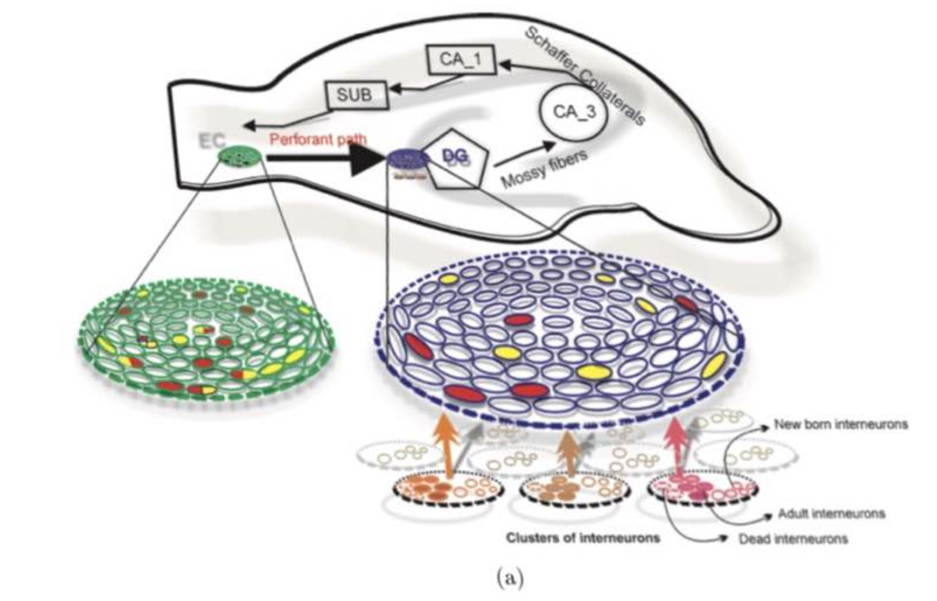 Schaffer Collaterals
CA_1
SUB
CA_3
EC
Perforant path
DG
Mossy fibers
New born interneurons
Adult interneurons
Clusters of interneurons
Dead interneurons
(a)